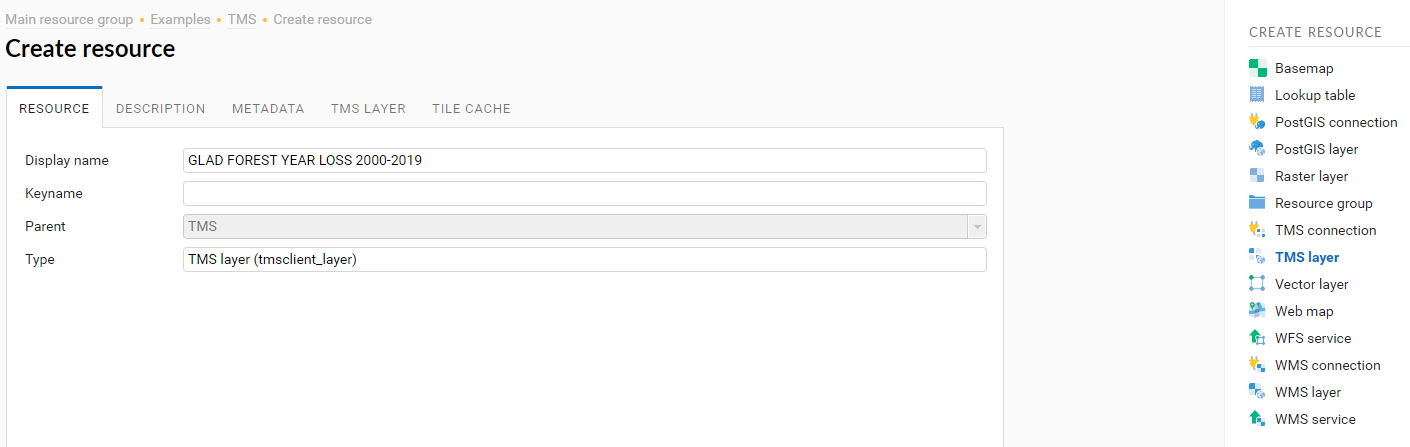 Main resource group • Examples • TMS • Create resource
Create resource
RESOURCE DESCRIPTION METADATA TMS LAYER TILE CACHE
Display name GLAD FOREST YEAR LOSS 2000-2019
Keyname
Parent TMS
Type TMS layer (tmsclient_layer)
CREATE RESOURCE
Basemap
Lookup table
PostGIS connection
PostGIS layer
Raster layer
Resource group
TMS connection
TMS layer
Vector layer
Web map
WFS service
WMS connection
WMS layer
WMS service